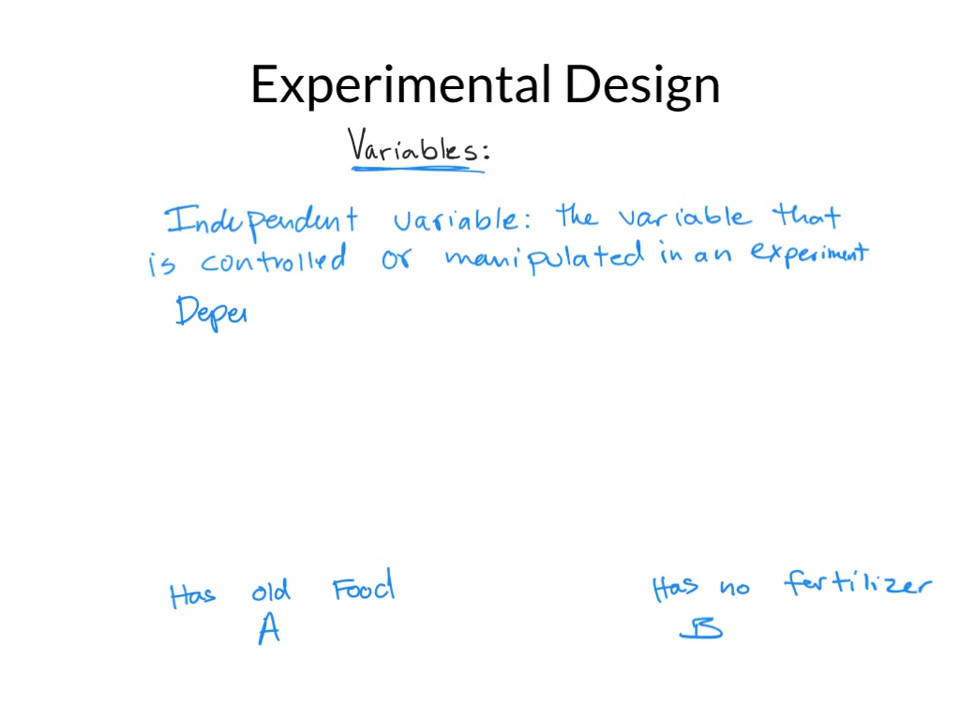 Experimental Design
Variables:
Independent variable: the variable that
is controlled or manipulated in an experiment
Deper
Has old Food
A
Has no fertilizer
B